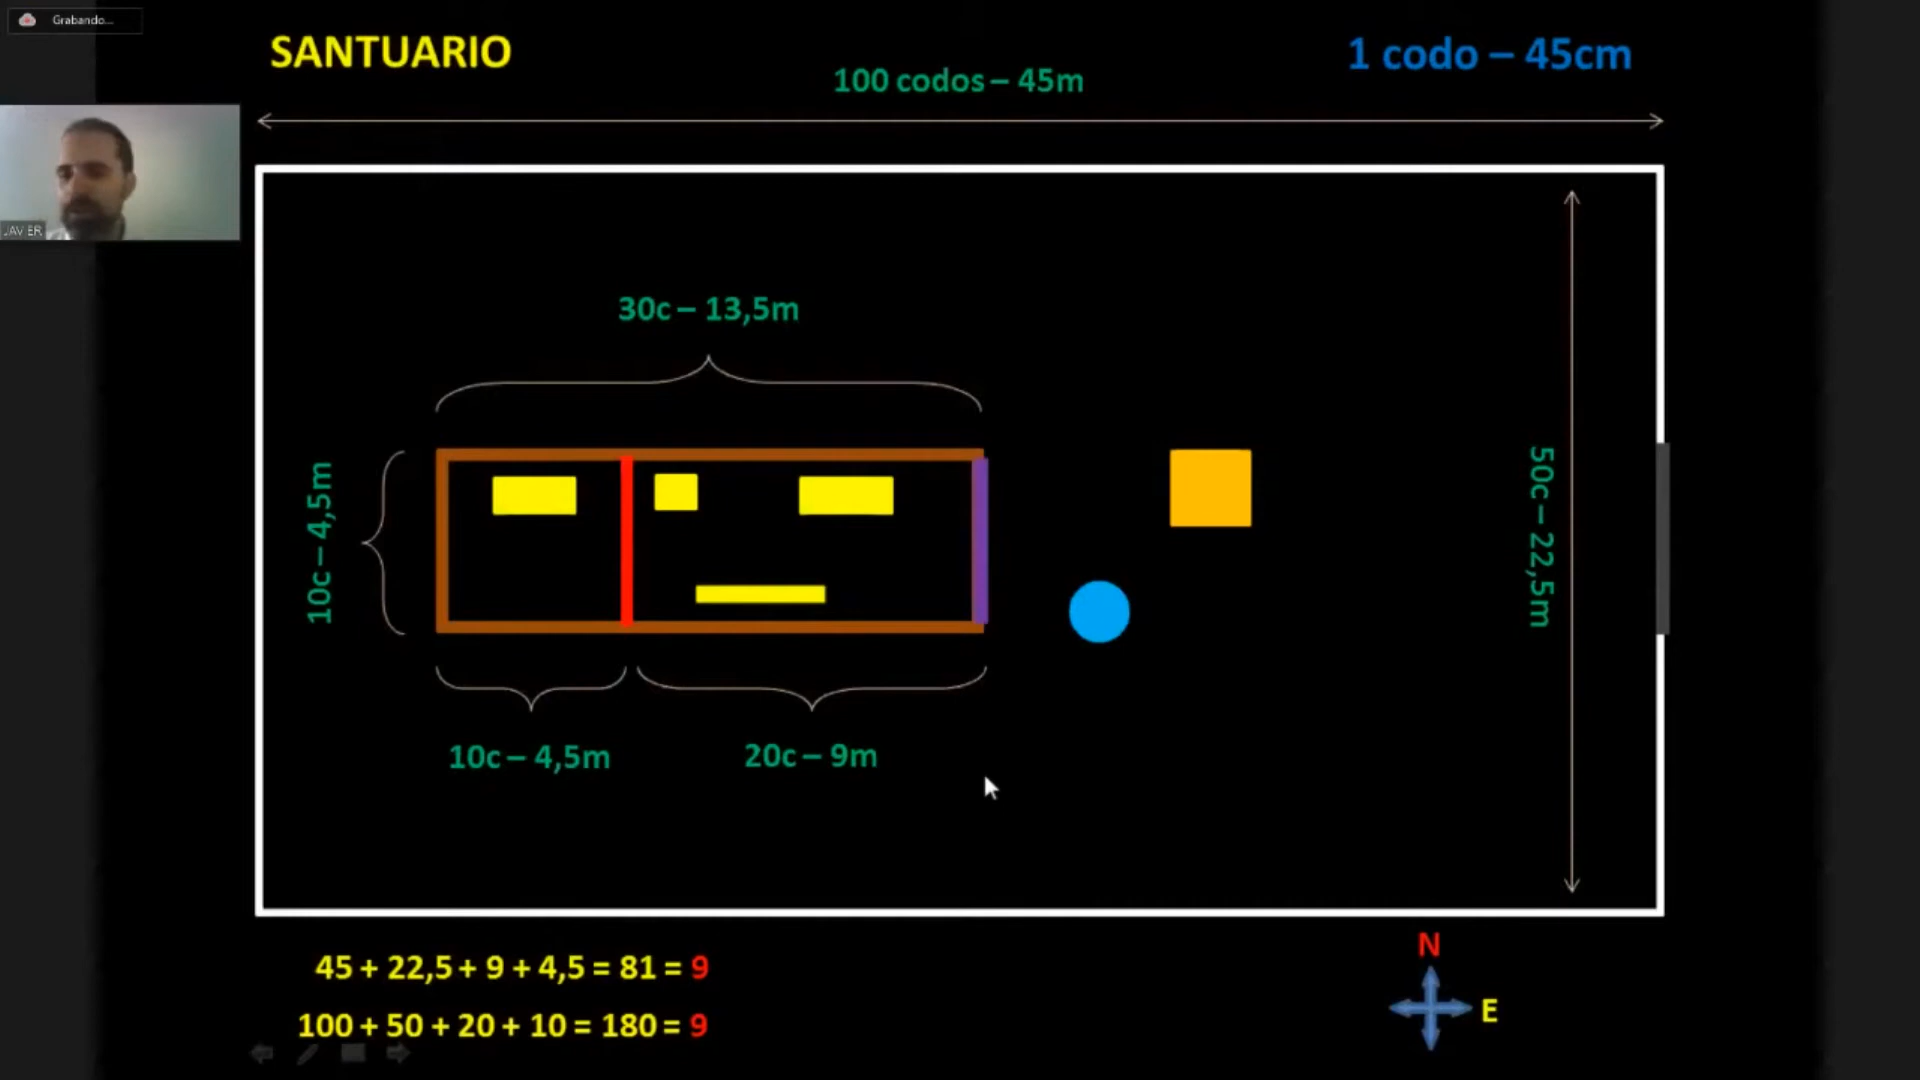 Grabando...
SANTUARIO
1 codo – 45cm
100 codos – 45m
JAVIER
30c – 13,5m
10c – 4,5m
50c – 22,5m
10c – 4,5m
20c – 9m
N
E
45 + 22,5 + 9 + 4,5 = 81 = 9
100 + 50 + 20 + 10 = 180 = 9